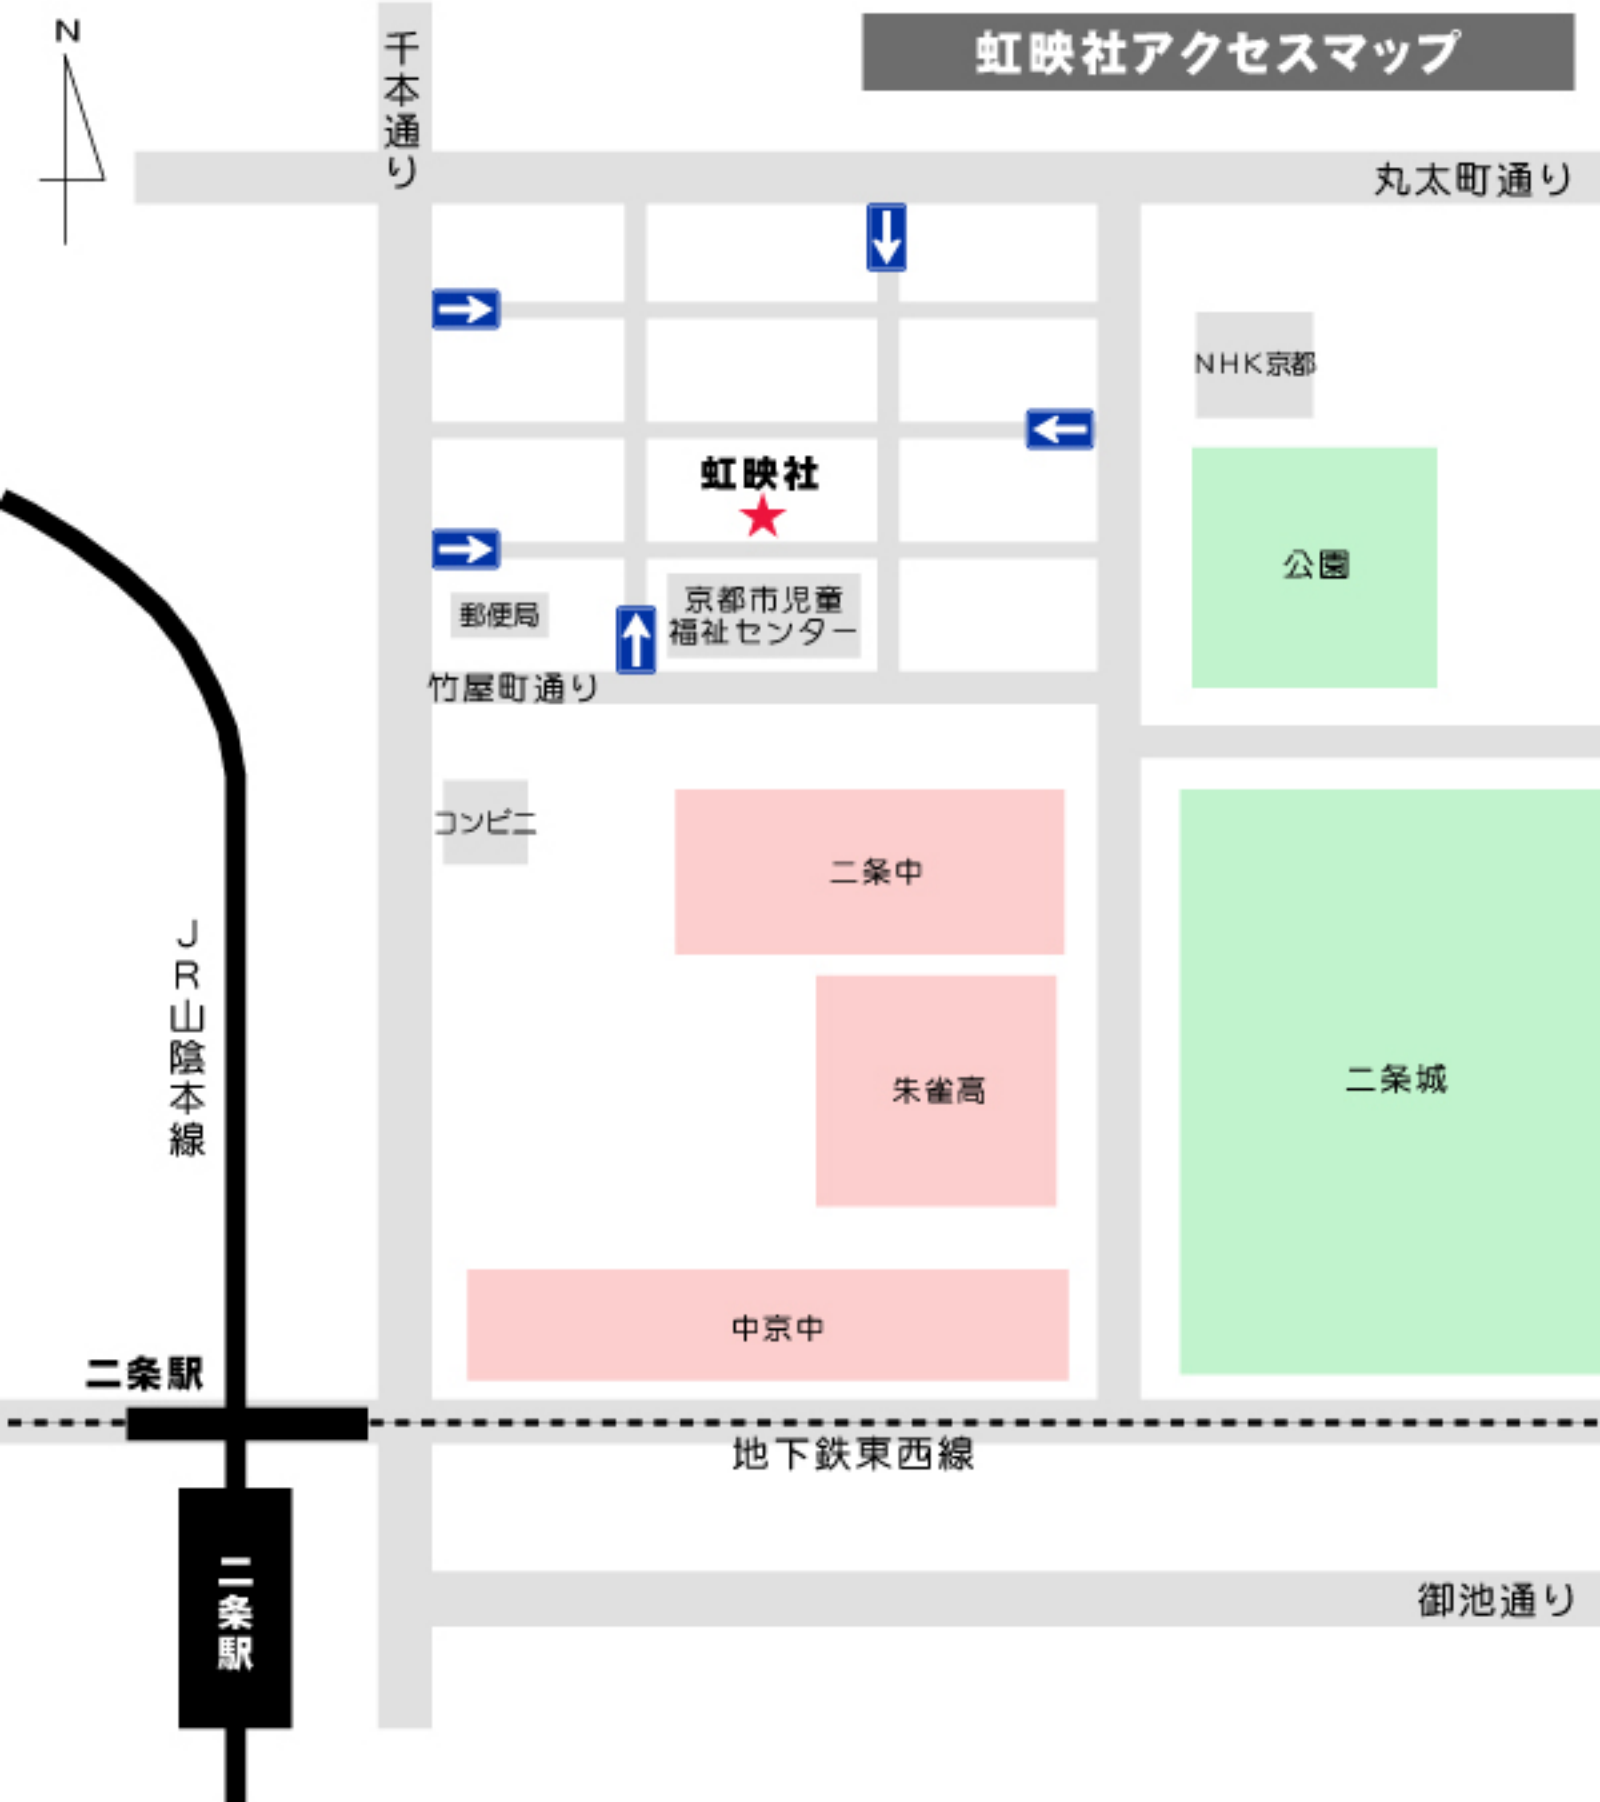 N
千本通り
虹映社アクセスマップ
丸太町通り
NHK京都
虹映社
公園
郵便局
京都市児童
福祉センター
竹屋町通り
コンビニ
二条中
JR山陰本線
朱雀高
二条城
中京中
二条駅
地下鉄東西線
二条駅
御池通り